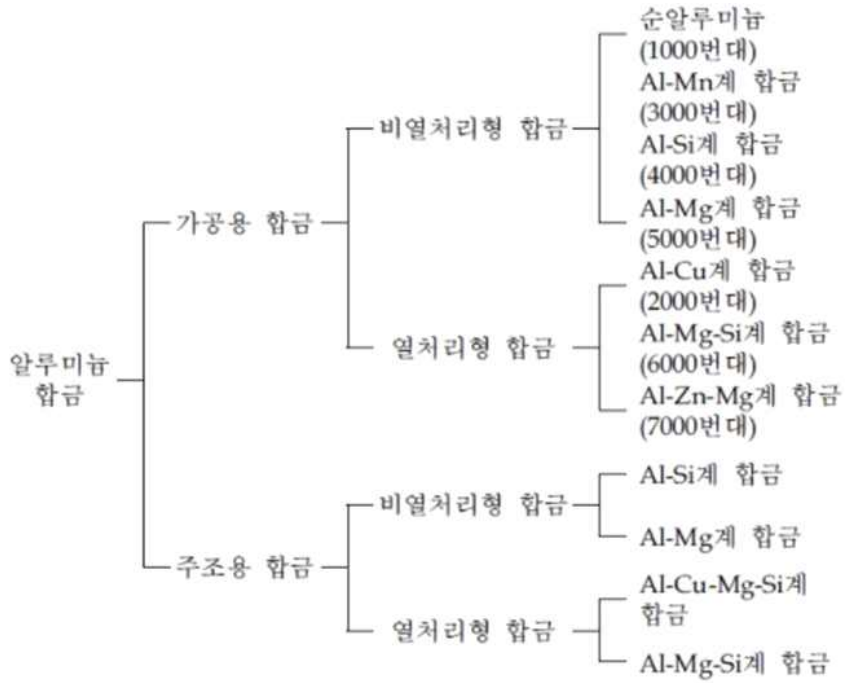 알루미늄
합금
가공용 합금
비열처리형 합금
순알루미늄
(1000번대)
Al-Mn계 합금
(3000번대)
Al-Si계 합금
(4000번대)
Al-Mg계 합금
(5000번대)
열처리형 합금
Al-Cu계 합금
(2000번대)
Al-Mg-Si계 합금
(6000번대)
Al-Zn-Mg계 합금
(7000번대)
주조용 합금
비열처리형 합금
Al-Si계 합금
Al-Mg계 합금
열처리형 합금
Al-Cu-Mg-Si계
합금
Al-Mg-Si계 합금